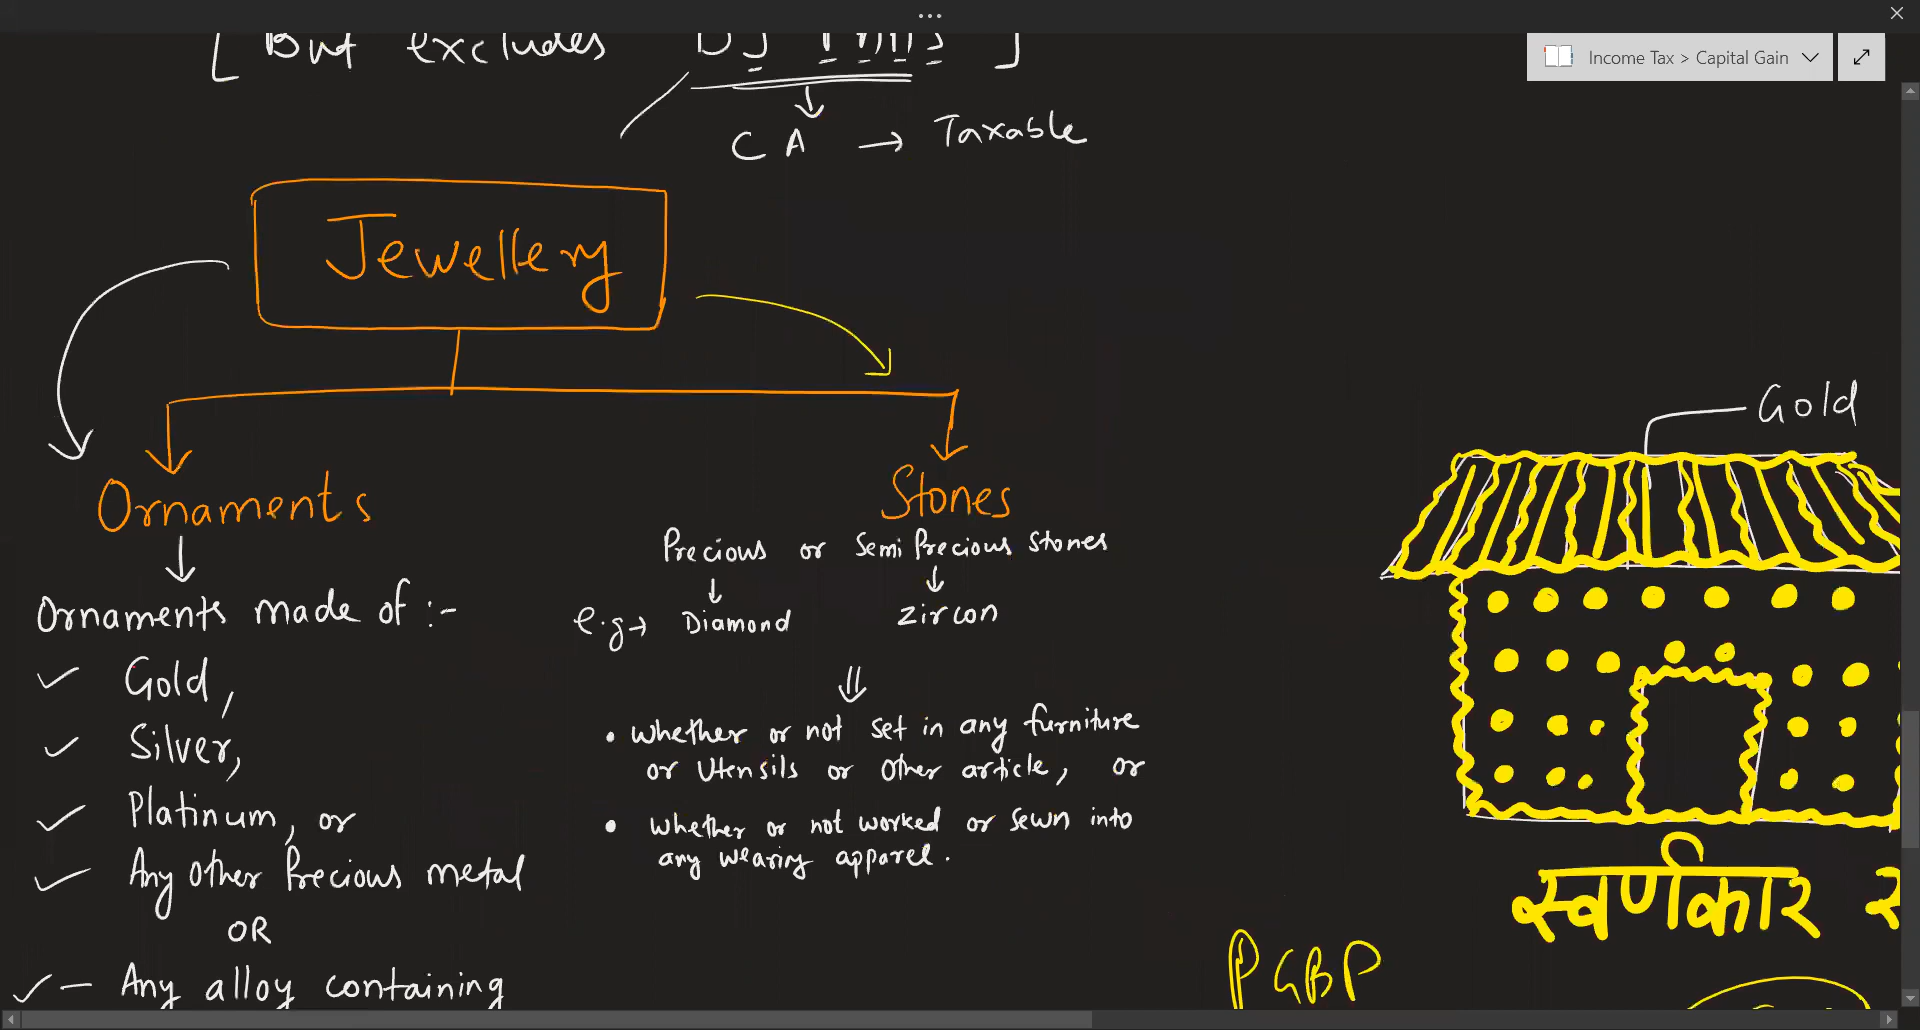 Income Tax > Capital Gain
[ But excludes ]
CA → Taxable
Jewellery
Ornaments
Stones
Precious or Semi Precious Stones
e.g→ Diamond Zircon
• Whether or not set in any furniture
or Utensils or other article, or
• Whether or not worked or sewn into
any wearing apparel.
Ornaments made of :-
✓ Gold,
✓ Silver,
✓ Platinum, or
✓ Any other Precious metal
OR
✓ – Any alloy containing
Gold
स्वर्णकार
PGBP